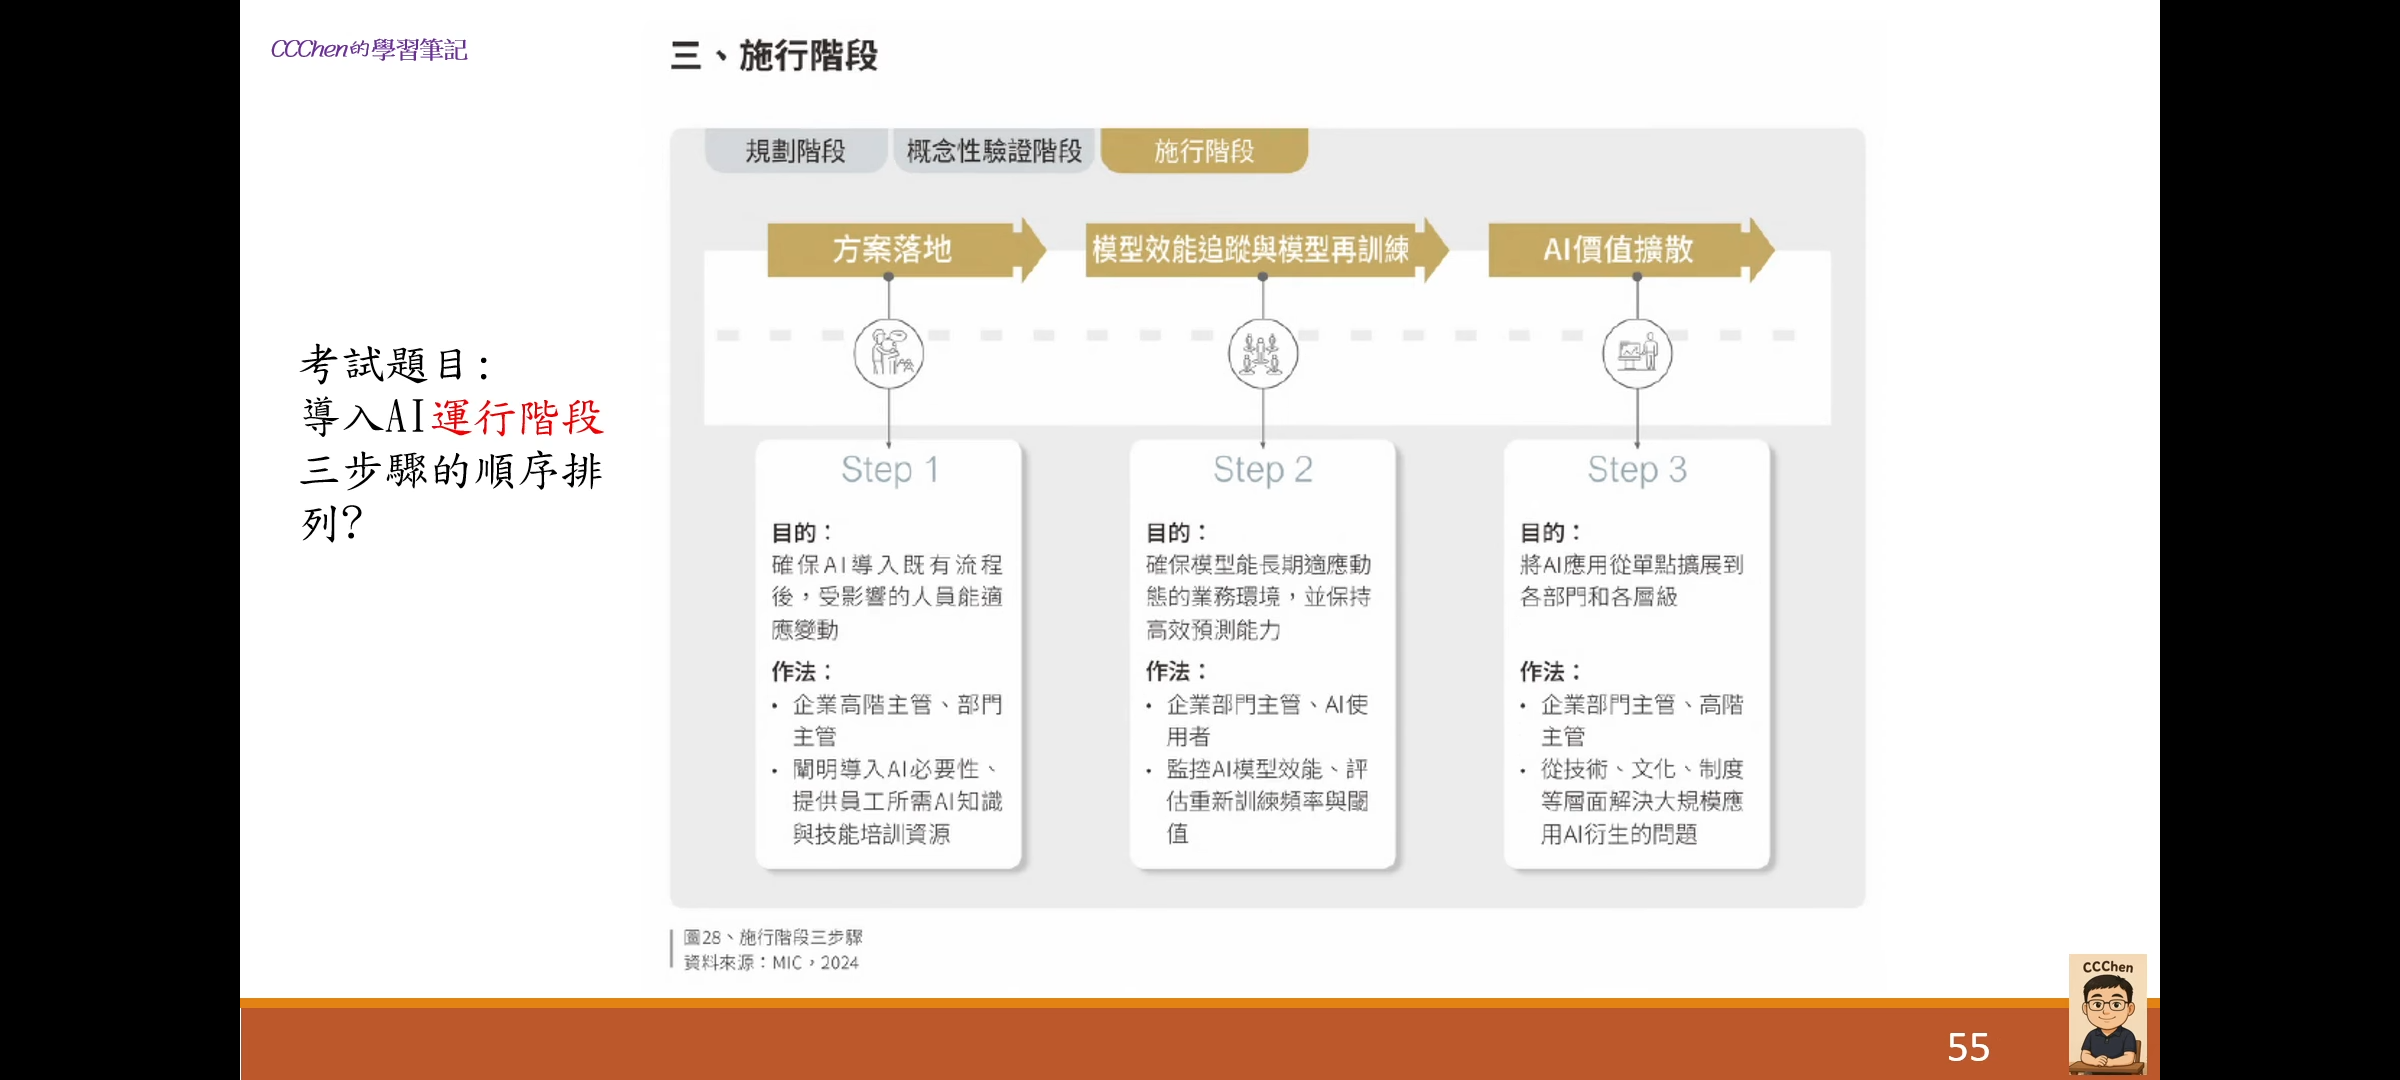 CCChen的學習筆記
三、施行階段
規劃階段
概念性驗證階段
施行階段
方案落地
模型效能追蹤與模型再訓練
AI價值擴散
考試題目:
導入AI運行階段
三步驟的順序排
列?
Step 1
目的：
確保AI導入既有流程
後，受影響的人員能適
應變動
作法：
• 企業高階主管、部門
主管
• 闡明導入AI必要性、
提供員工所需AI知識
與技能培訓資源
Step 2
目的：
確保模型能長期適應動
態的業務環境，並保持
高效預測能力
作法：
• 企業部門主管、AI使
用者
• 監控AI模型效能、評
估重新訓練頻率與閾
值
Step 3
目的：
將AI應用從單點擴展到
各部門和各層級
作法：
• 企業部門主管、高階
主管
• 從技術、文化、制度
等層面解決大規模應
用AI衍生的問題
圖28、施行階段三步驟
資料來源：MIC，2024
CCChen
55